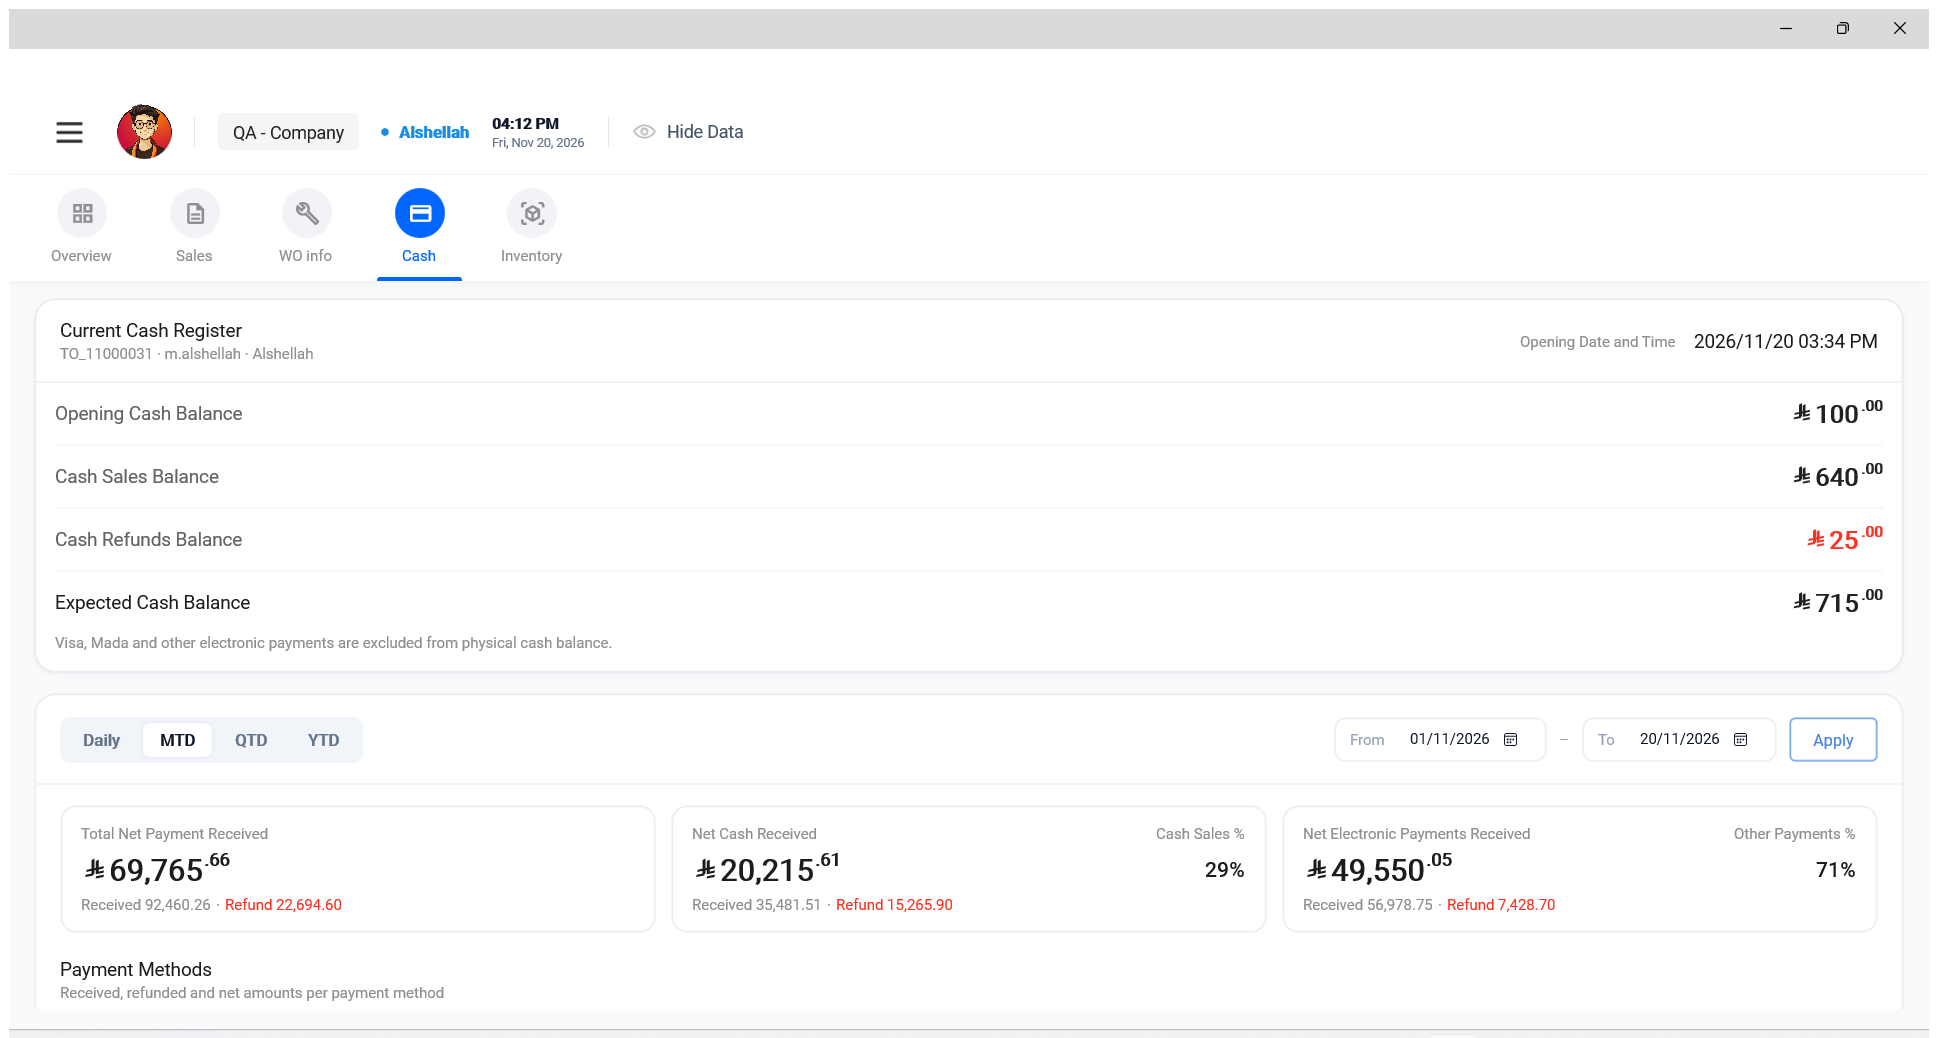 QA - Company
• Alshellah
04:12 PM
Fri, Nov 20, 2026
Hide Data
Overview
Sales
WO info
Cash
Inventory
Current Cash Register
TO_11000031 · m.alshellah · Alshellah
Opening Date and Time 2026/11/20 03:34 PM
Opening Cash Balance
⃁ 100.00
Cash Sales Balance
⃁ 640.00
Cash Refunds Balance
⃁ 25.00
Expected Cash Balance
⃁ 715.00
Visa, Mada and other electronic payments are excluded from physical cash balance.
Daily MTD QTD YTD
From 01/11/2026 – To 20/11/2026 Apply
Total Net Payment Received
⃁ 69,765.66
Received 92,460.26 · Refund 22,694.60
Net Cash Received Cash Sales %
⃁ 20,215.61 29%
Received 35,481.51 · Refund 15,265.90
Net Electronic Payments Received Other Payments %
⃁ 49,550.05 71%
Received 56,978.75 · Refund 7,428.70
Payment Methods
Received, refunded and net amounts per payment method